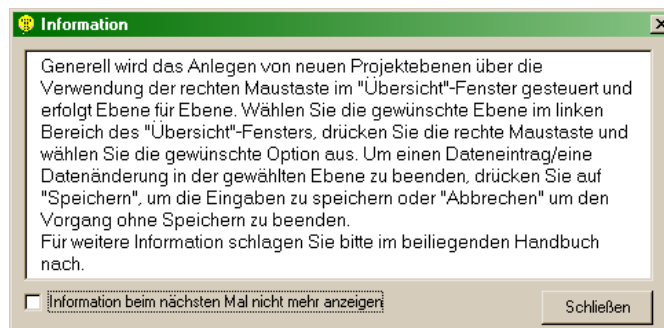 Information
Generell wird das Anlegen von neuen Projektebenen über die
Verwendung der rechten Maustaste im "Übersicht"-Fenster gesteuert und
erfolgt Ebene für Ebene. Wählen Sie die gewünschte Ebene im linken
Bereich des "Übersicht"-Fensters, drücken Sie die rechte Maustaste und
wählen Sie die gewünschte Option aus. Um einen Dateneintrag/eine
Datenänderung in der gewählten Ebene zu beenden, drücken Sie auf
"Speichern", um die Eingaben zu speichern oder "Abbrechen" um den
Vorgang ohne Speichern zu beenden.
Für weitere Information schlagen Sie bitte im beiliegenden Handbuch
nach.
Information beim nächsten Mal nicht mehr anzeigen
Schließen